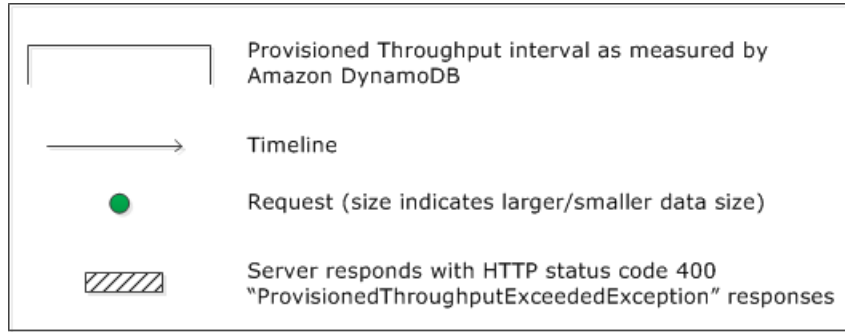 Provisioned Throughput interval as measured by
Amazon DynamoDB
Timeline
Request (size indicates larger/smaller data size)
Server responds with HTTP status code 400
“ProvisionedThroughputExceededException” responses